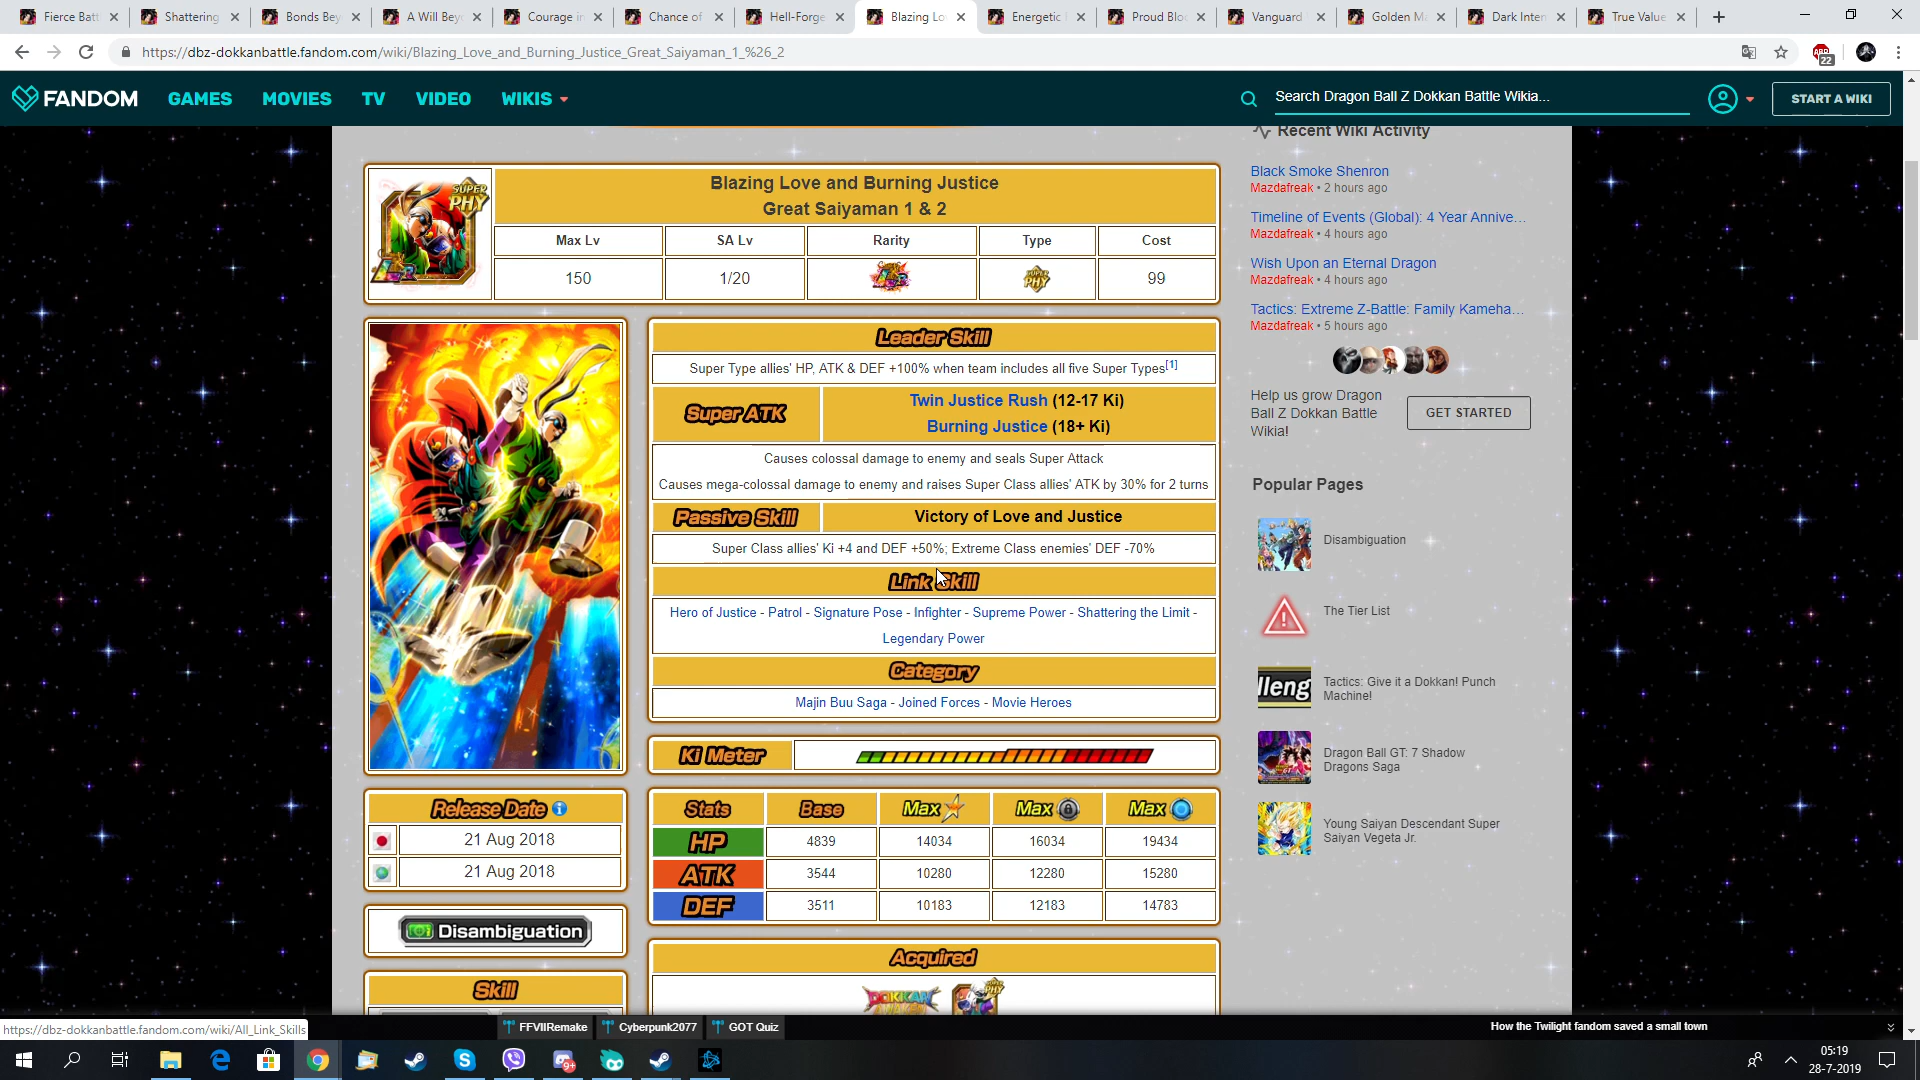 Fierce Batt
Shattering
Bonds Bey
A Will Bey
Courage in
Chance of
Hell-Forge
Blazing Lo
Energetic
Proud Bloo
Vanguard
Golden M
Dark Inten
True Value
https://dbz-dokkanbattle.fandom.com/wiki/Blazing_Love_and_Burning_Justice_Great_Saiyaman_1_%26_2
ABP
22
FANDOM
GAMES
MOVIES
TV
VIDEO
WIKIS
Search Dragon Ball Z Dokkan Battle Wikia...
START A WIKI
Blazing Love and Burning Justice
Great Saiyaman 1 & 2
SUPER
PHY
LR
Max Lv
SA Lv
Rarity
Type
Cost
150
1/20
LR
SUPER
PHY
99
Leader Skill
Super Type allies' HP, ATK & DEF +100% when team includes all five Super Types[1]
Super ATK
Twin Justice Rush (12-17 Ki)
Burning Justice (18+ Ki)
Causes colossal damage to enemy and seals Super Attack
Causes mega-colossal damage to enemy and raises Super Class allies' ATK by 30% for 2 turns
Passive Skill
Victory of Love and Justice
Super Class allies' Ki +4 and DEF +50%; Extreme Class enemies' DEF -70%
Link Skill
Hero of Justice - Patrol - Signature Pose - Infighter - Supreme Power - Shattering the Limit -
Legendary Power
Category
Majin Buu Saga - Joined Forces - Movie Heroes
Ki Meter
Release Date
21 Aug 2018
21 Aug 2018
Disambiguation
Skill
Stats
Base
Max
Max
Max
HP
4839
14034
16034
19434
ATK
3544
10280
12280
15280
DEF
3511
10183
12183
14783
Acquired
DOKKAN
PHY
Recent Wiki Activity
Black Smoke Shenron
Mazdafreak • 2 hours ago
Timeline of Events (Global): 4 Year Annive...
Mazdafreak • 4 hours ago
Wish Upon an Eternal Dragon
Mazdafreak • 4 hours ago
Tactics: Extreme Z-Battle: Family Kameha...
Mazdafreak • 5 hours ago
Help us grow Dragon
Ball Z Dokkan Battle
Wikia!
GET STARTED
Popular Pages
Disambiguation
The Tier List
lleng
Tactics: Give it a Dokkan! Punch
Machine!
Dragon Ball GT: 7 Shadow
Dragons Saga
Young Saiyan Descendant Super
Saiyan Vegeta Jr.
https://dbz-dokkanbattle.fandom.com/wiki/All_Link_Skills
FFVIIRemake
Cyberpunk2077
GOT Quiz
How the Twilight fandom saved a small town
9+
05:19
28-7-2019